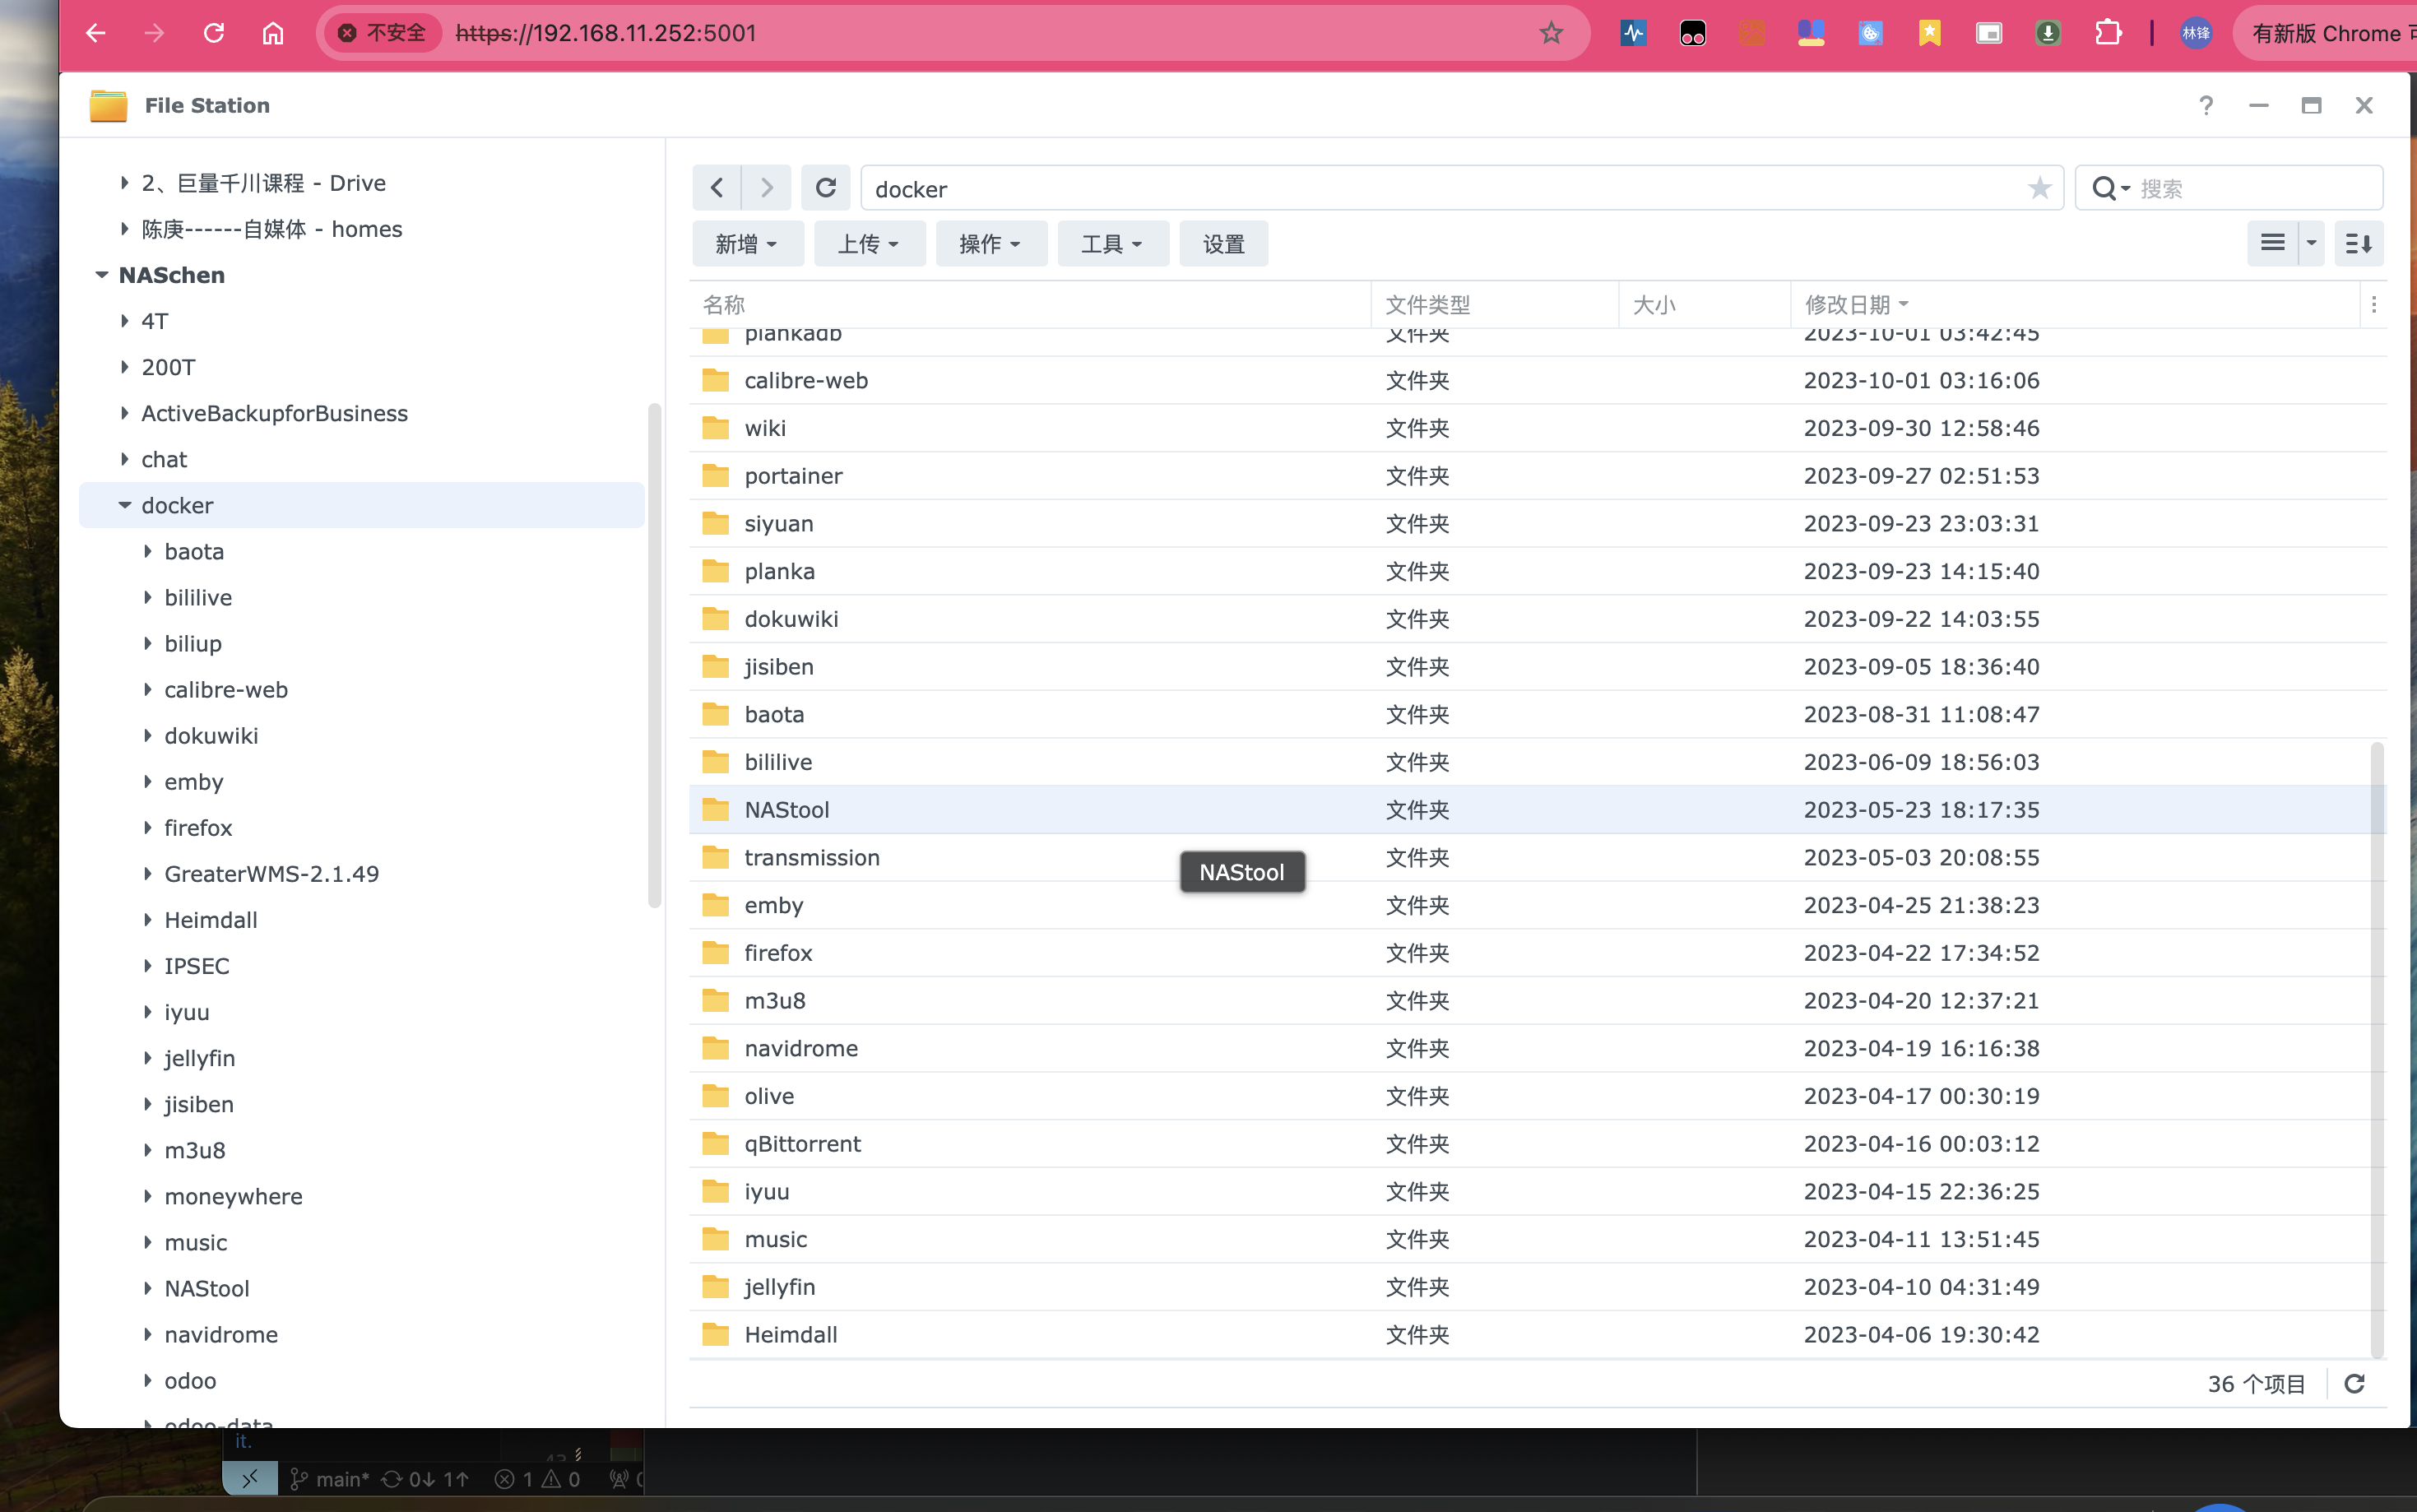 不安全 https://192.168.11.252:5001
林锋
有新版 Chrome
File Station
2、巨量千川课程 - Drive
陈庚------自媒体 - homes
NASchen
4T
200T
ActiveBackupforBusiness
chat
docker
baota
bililive
biliup
calibre-web
dokuwiki
emby
firefox
GreaterWMS-2.1.49
Heimdall
IPSEC
iyuu
jellyfin
jisiben
m3u8
moneywhere
music
NAStool
navidrome
odoo
odoo-data
docker
搜索
新增 上传 操作 工具 设置
名称 文件类型 大小 修改日期
plankadb 文件夹 2023-10-01 03:42:45
calibre-web 文件夹 2023-10-01 03:16:06
wiki 文件夹 2023-09-30 12:58:46
portainer 文件夹 2023-09-27 02:51:53
siyuan 文件夹 2023-09-23 23:03:31
planka 文件夹 2023-09-23 14:15:40
dokuwiki 文件夹 2023-09-22 14:03:55
jisiben 文件夹 2023-09-05 18:36:40
baota 文件夹 2023-08-31 11:08:47
bililive 文件夹 2023-06-09 18:56:03
NAStool 文件夹 2023-05-23 18:17:35
transmission 文件夹 2023-05-03 20:08:55
NAStool
emby 文件夹 2023-04-25 21:38:23
firefox 文件夹 2023-04-22 17:34:52
m3u8 文件夹 2023-04-20 12:37:21
navidrome 文件夹 2023-04-19 16:16:38
olive 文件夹 2023-04-17 00:30:19
qBittorrent 文件夹 2023-04-16 00:03:12
iyuu 文件夹 2023-04-15 22:36:25
music 文件夹 2023-04-11 13:51:45
jellyfin 文件夹 2023-04-10 04:31:49
Heimdall 文件夹 2023-04-06 19:30:42
36 个项目
it.
main* 0↓ 1↑ 1 0